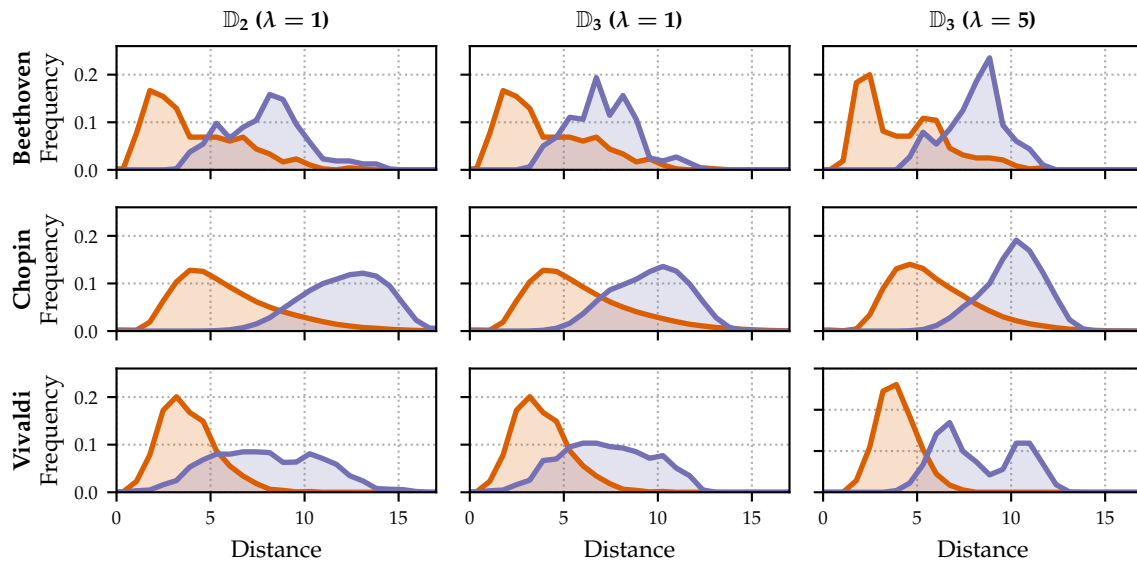 𝔻₂ (λ = 1) 𝔻₃ (λ = 1) 𝔻₃ (λ = 5)
Beethoven
Frequency
0.2
0.1
0.0
Chopin
Frequency
0.2
0.1
0.0
Vivaldi
Frequency
0.2
0.1
0.0
0 5 10 15 0 5 10 15 0 5 10 15
Distance Distance Distance